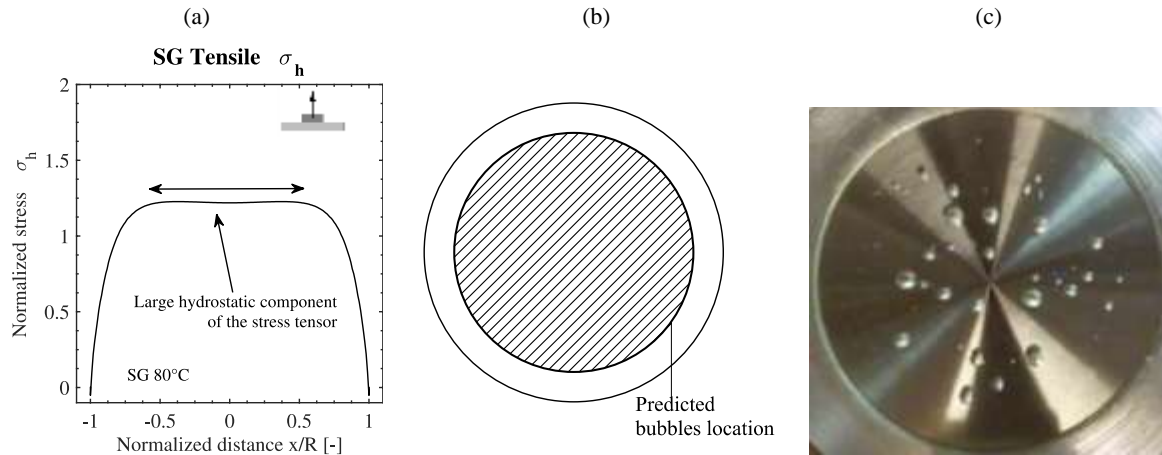 (a)
(b)
(c)
SG Tensile σh
2
1.5
1
0.5
0
Normalized stress σh
Large hydrostatic component
of the stress tensor
SG 80°C
-1 -0.5 0 0.5 1
Normalized distance x/R [-]
Predicted
bubbles location